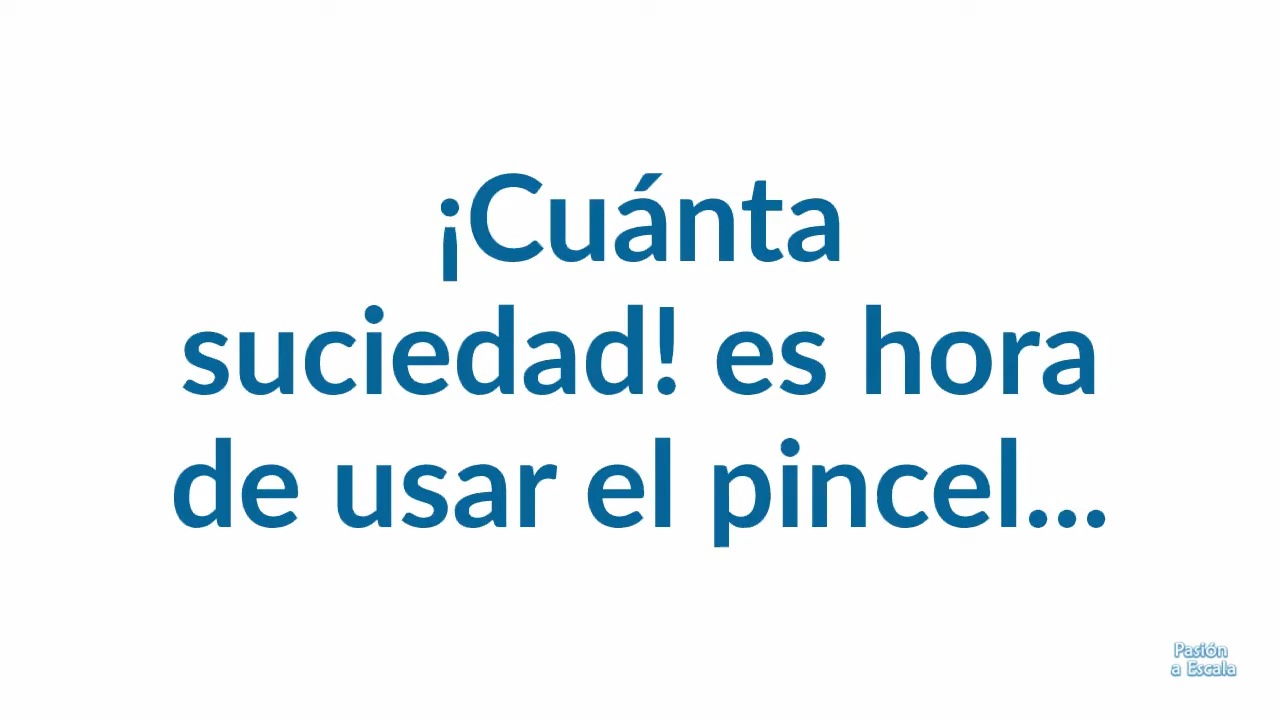 ¡Cuánta
suciedad! es hora
de usar el pincel...
Pasión
a Escala